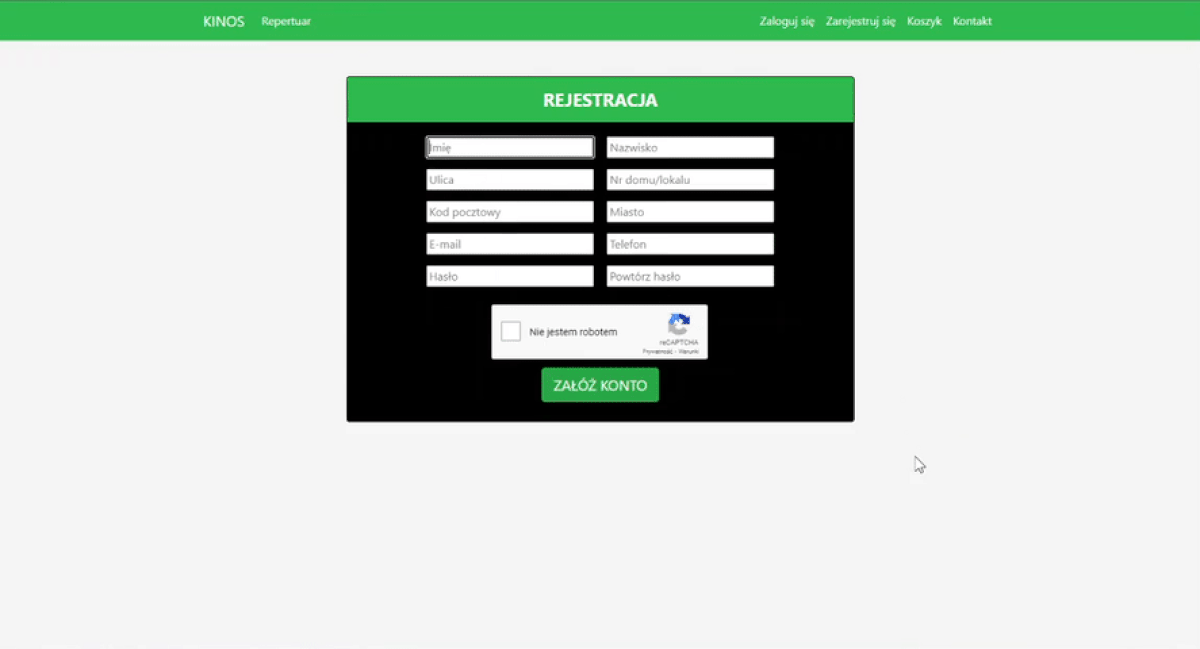 KINOS Repertuar Zaloguj się Zarejestruj się Koszyk Kontakt
REJESTRACJA
Imię Nazwisko
Ulica Nr domu/lokalu
Kod pocztowy Miasto
E-mail Telefon
Hasło Powtórz hasło
Nie jestem robotem
reCAPTCHA
Prywatność - Warunki
ZAŁÓŻ KONTO